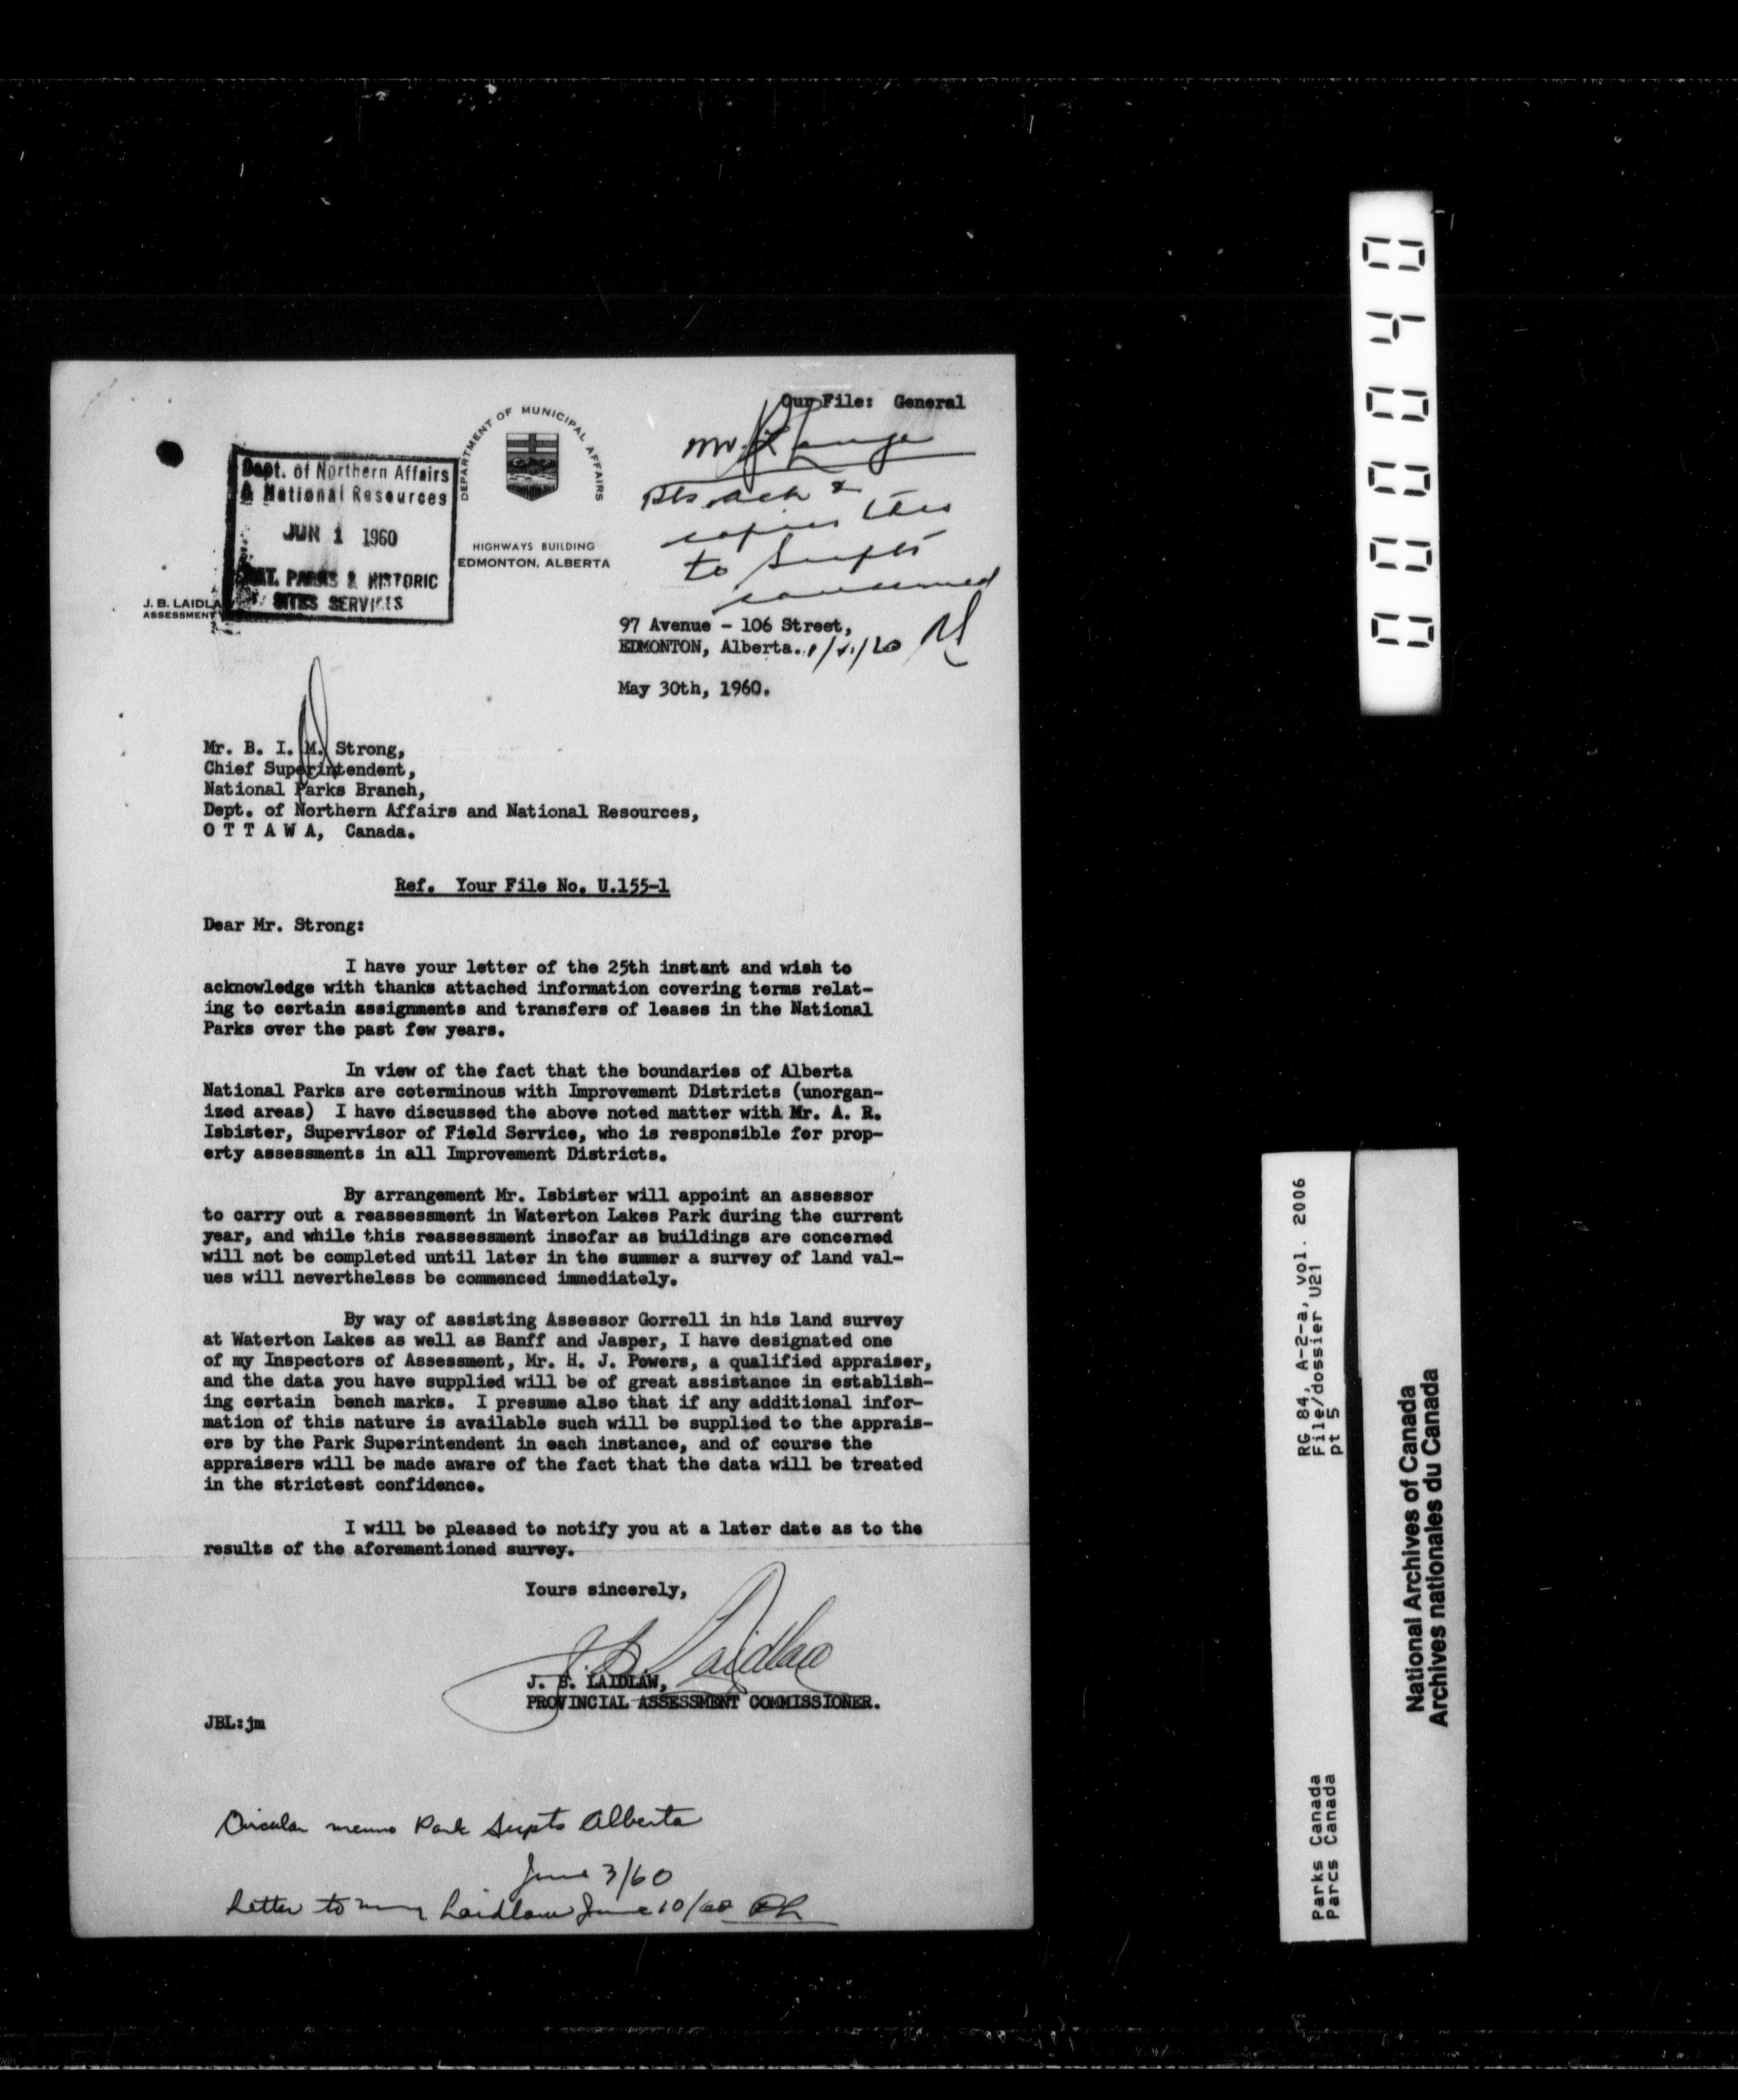 Our File: General
DEPARTMENT OF MUNICIPAL AFFAIRS
Mr.
Pls. ack &
copies this
to Supts
concerned
Dept. of Northern Affairs
& National Resources
JUN 1 1960
NAT. PARKS & HISTORIC
SITES SERVICES
HIGHWAYS BUILDING
EDMONTON, ALBERTA
J. B. LAIDLA
ASSESSMENT
97 Avenue - 106 Street,
EDMONTON, Alberta.
May 30th, 1960.
Mr. B. I. M. Strong,
Chief Superintendent,
National Parks Branch,
Dept. of Northern Affairs and National Resources,
O T T A W A, Canada.
Ref. Your File No. U.155-1
Dear Mr. Strong:
I have your letter of the 25th instant and wish to
acknowledge with thanks attached information covering terms relat-
ing to certain assignments and transfers of leases in the National
Parks over the past few years.
In view of the fact that the boundaries of Alberta
National Parks are coterminous with Improvement Districts (unorgan-
ized areas) I have discussed the above noted matter with Mr. A. R.
Isbister, Supervisor of Field Service, who is responsible for prop-
erty assessments in all Improvement Districts.
By arrangement Mr. Isbister will appoint an assessor
to carry out a reassessment in Waterton Lakes Park during the current
year, and while this reassessment insofar as buildings are concerned
will not be completed until later in the summer a survey of land val-
ues will nevertheless be commenced immediately.
By way of assisting Assessor Gorrell in his land survey
at Waterton Lakes as well as Banff and Jasper, I have designated one
of my Inspectors of Assessment, Mr. H. J. Powers, a qualified appraiser,
and the data you have supplied will be of great assistance in establish-
ing certain bench marks. I presume also that if any additional infor-
mation of this nature is available such will be supplied to the apprais-
ers by the Park Superintendent in each instance, and of course the
appraisers will be made aware of the fact that the data will be treated
in the strictest confidence.
I will be pleased to notify you at a later date as to the
results of the aforementioned survey.
Yours sincerely,
J. B. Laidlaw
J. B. LAIDLAW,
PROVINCIAL ASSESSMENT COMMISSIONER.
JBL:jm
Circular memo Park Supts Alberta
June 3/60
Letter to Laidlaw June 10/60
000040
RG 84, A-2-a, vol. 2006
File/dossier U21
pt 5
Parks Canada
Parcs Canada
National Archives of Canada
Archives nationales du Canada